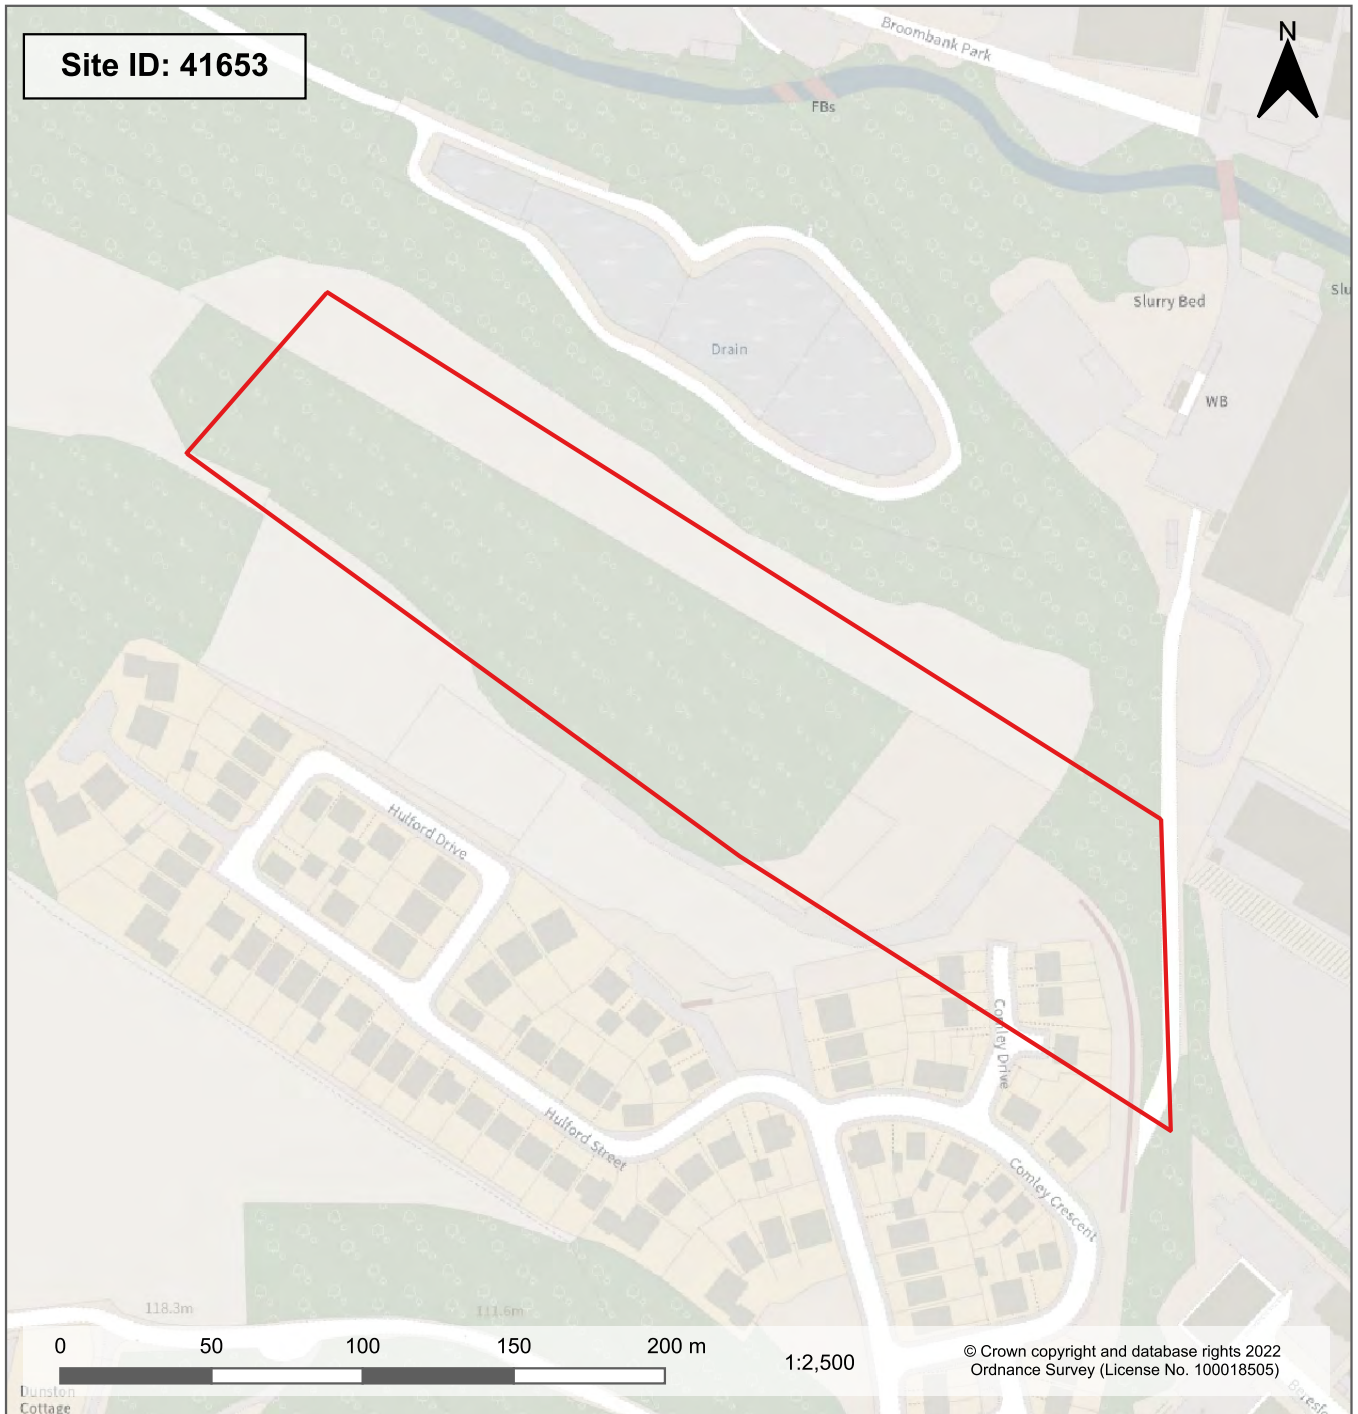 Site ID: 41653
N
Broombank Park
FBs
Slurry Bed
Slu
Drain
WB
Hulford Drive
Comley Drive
Hulford Street
Comley Crescent
118.3m
111.6m
0 50 100 150 200 m
1:2,500
© Crown copyright and database rights 2022
Ordnance Survey (License No. 100018505)
Dunston
Cottage